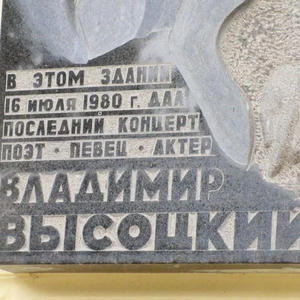 В ЭТОМ ЗДАНИИ
16 ИЮЛЯ 1980 Г. ДАЛ
ПОСЛЕДНИЙ КОНЦЕРТ
ПОЭТ • ПЕВЕЦ • АКТЕР
ВЛАДИМИР
ВЫСОЦКИЙ